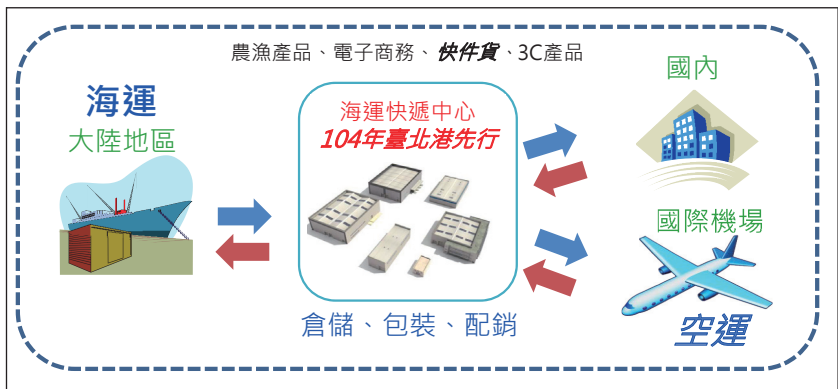 農漁產品、電子商務、快件貨、3C產品
海運
大陸地區
海運快遞中心
104年臺北港先行
倉儲、包裝、配銷
國內
國際機場
空運